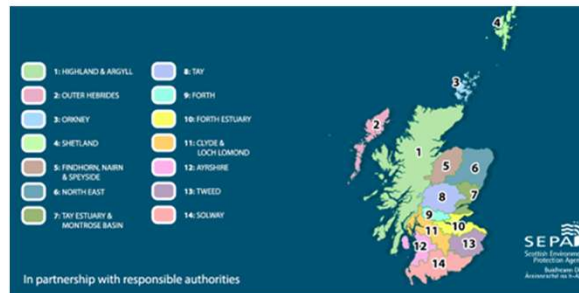 1: HIGHLAND & ARGYLL
2: OUTER HEBRIDES
3: ORKNEY
4: SHETLAND
5: FINDHORN, NAIRN
& SPEYSIDE
6: NORTH EAST
7: TAY ESTUARY &
MONTROSE BASIN
8: TAY
9: FORTH
10: FORTH ESTUARY
11: CLYDE &
LOCH LOMOND
12: AYRSHIRE
13: TWEED
14: SOLWAY
4
3
2
1
5
6
7
8
9
10
11
12
13
14
SEPA
Scottish Environment
Protection Agency
In partnership with responsible authorities